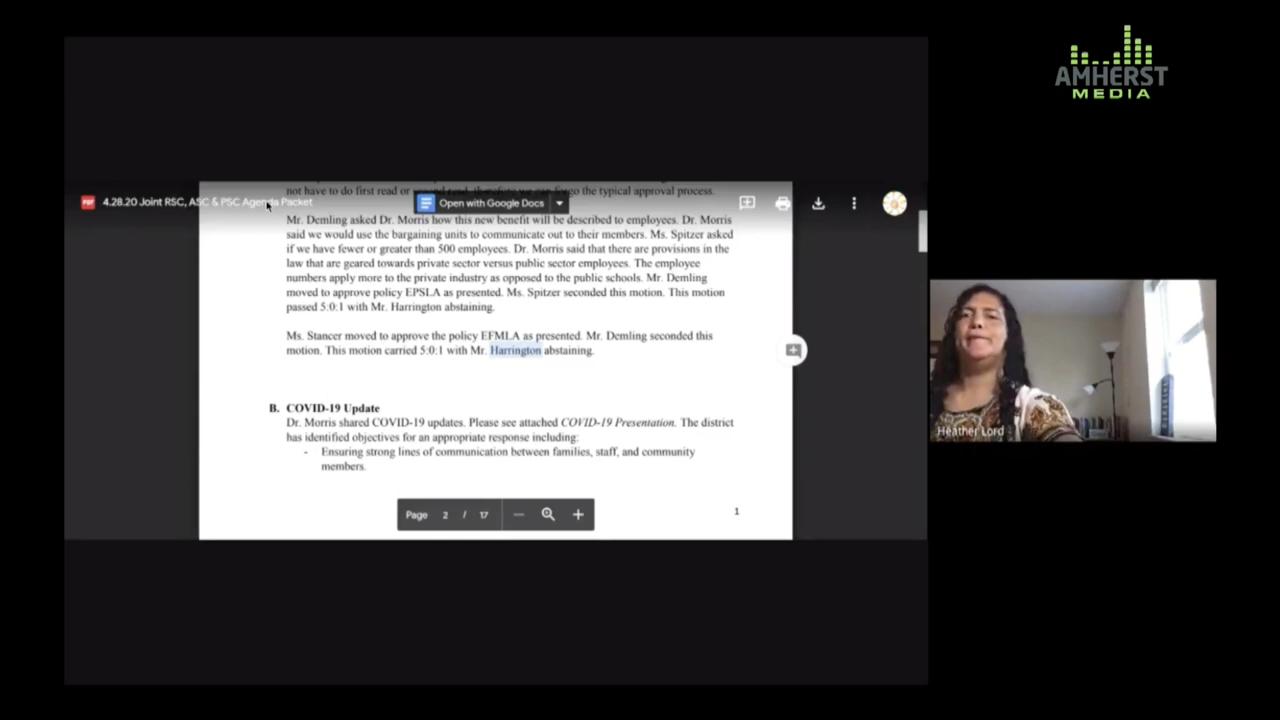 AMHERST
MEDIA
4.28.20 Joint RSC, ASC & PSC Agenda Packet
Open with Google Docs
not have to do first read or second read, therefore we can forgo the typical approval process.
Mr. Demling asked Dr. Morris how this new benefit will be described to employees. Dr. Morris
said we would use the bargaining units to communicate out to their members. Ms. Spitzer asked
if we have fewer or greater than 500 employees. Dr. Morris said that there are provisions in the
law that are geared towards private sector versus public sector employees. The employee
numbers apply more to the private industry as opposed to the public schools. Mr. Demling
moved to approve policy EPSLA as presented. Ms. Spitzer seconded this motion. This motion
passed 5:0:1 with Mr. Harrington abstaining.
Ms. Stancer moved to approve the policy EFMLA as presented. Mr. Demling seconded this
motion. This motion carried 5:0:1 with Mr. Harrington abstaining.
B. COVID-19 Update
Dr. Morris shared COVID-19 updates. Please see attached COVID-19 Presentation. The district
has identified objectives for an appropriate response including:
- Ensuring strong lines of communication between families, staff, and community
members.
Page 2 / 17
1
Heather Lord